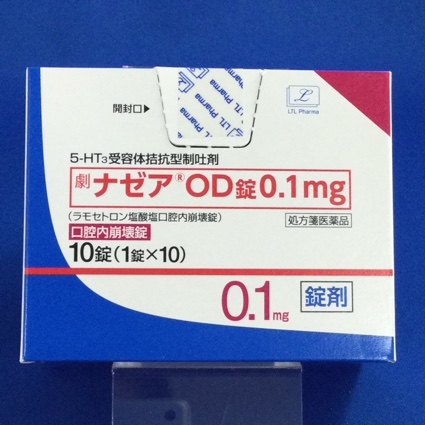 開封口▶
LTL Pharma
LTL Pharma
5-HT₃受容体拮抗型制吐剤
劇 ナゼア®OD錠0.1mg
(ラモセトロン塩酸塩口腔内崩壊錠)
処方箋医薬品
口腔内崩壊錠
10錠(1錠×10)
0.1mg
錠剤